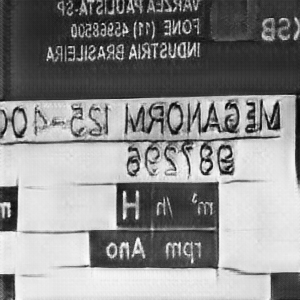 VARZEA PAULISTA-SP
FONE (11) 45968500
INDUSTRIA BRASILEIRA
KSB
MEGANORM 125-400
987296
m³/h H m
rpm Ano